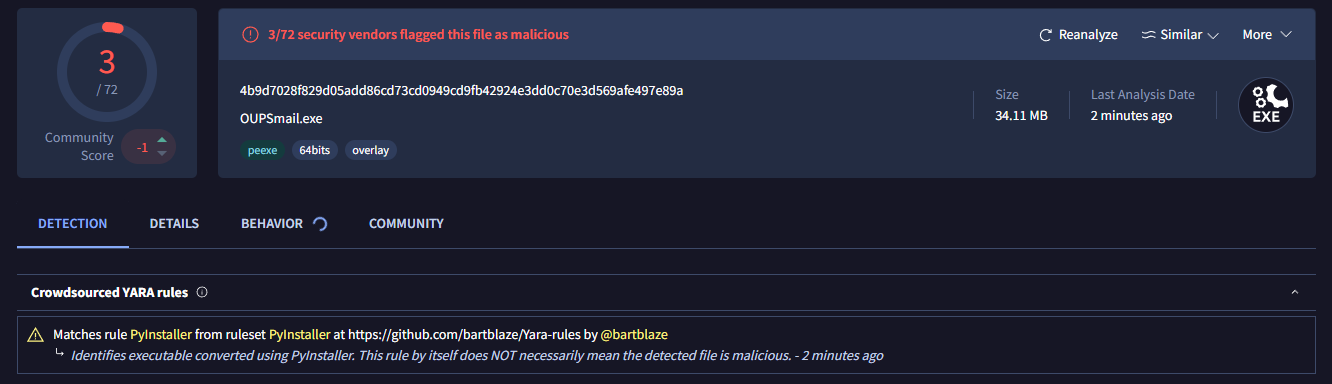 3
/ 72
Community
Score
-1
3/72 security vendors flagged this file as malicious
Reanalyze
Similar
More
4b9d7028f829d05add86cd73cd0949cd9fb42924e3dd0c70e3d569afe497e89a
OUPSmail.exe
peexe
64bits
overlay
Size
34.11 MB
Last Analysis Date
2 minutes ago
EXE
DETECTION
DETAILS
BEHAVIOR
COMMUNITY
Crowdsourced YARA rules
Matches rule PyInstaller from ruleset PyInstaller at https://github.com/bartblaze/Yara-rules by @bartblaze
Identifies executable converted using PyInstaller. This rule by itself does NOT necessarily mean the detected file is malicious. - 2 minutes ago